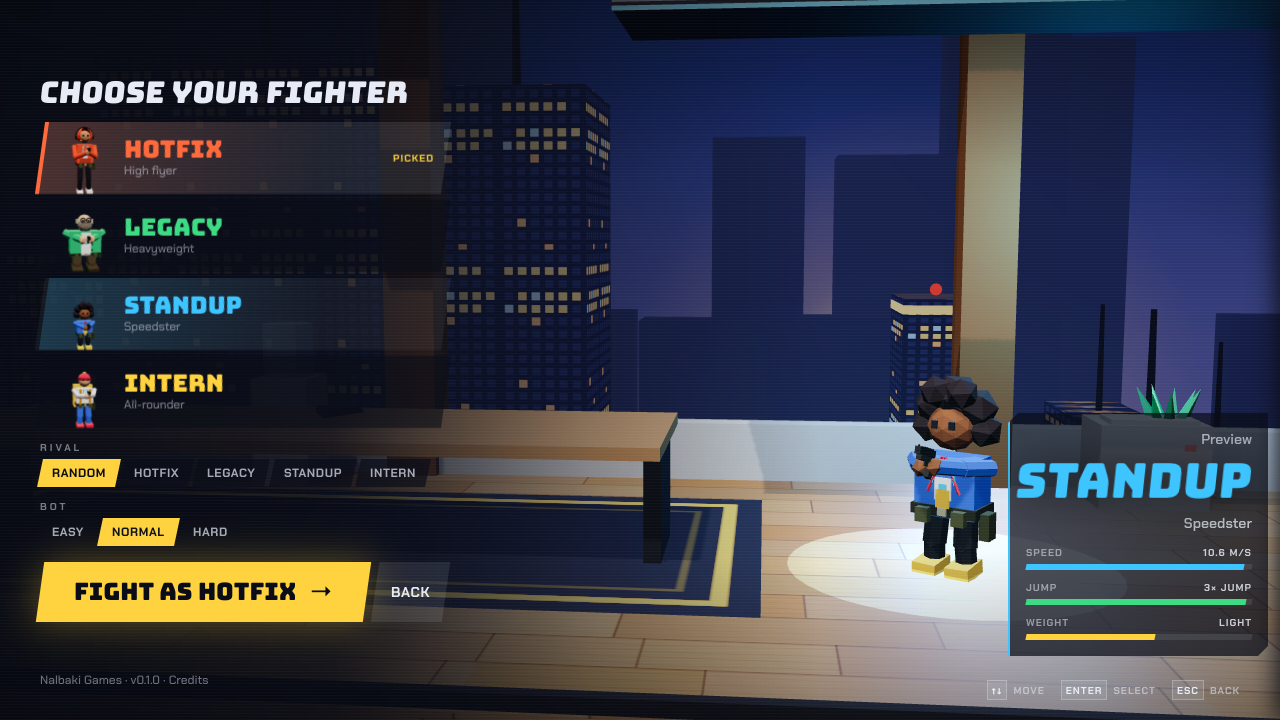 CHOOSE YOUR FIGHTER
HOTFIX
High flyer
PICKED
LEGACY
Heavyweight
STANDUP
Speedster
INTERN
All-rounder
RIVAL
RANDOM HOTFIX LEGACY STANDUP INTERN
BOT
EASY NORMAL HARD
FIGHT AS HOTFIX → BACK
Nalbaki Games · v0.1.0 · Credits
Preview
STANDUP
Speedster
SPEED 10.6 M/S
JUMP 3× JUMP
WEIGHT LIGHT
↑↓ MOVE ENTER SELECT ESC BACK